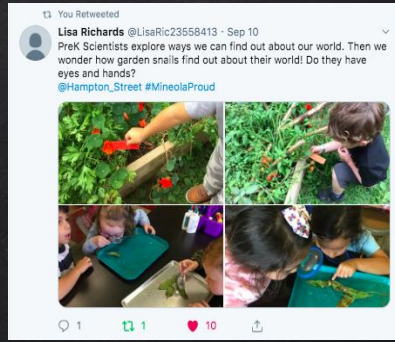 You Retweeted
Lisa Richards @LisaRic23558413 · Sep 10
PreK Scientists explore ways we can find out about our world. Then we
wonder how garden snails find out about their world! Do they have
eyes and hands?
@Hampton_Street #MineolaProud
1 1 10